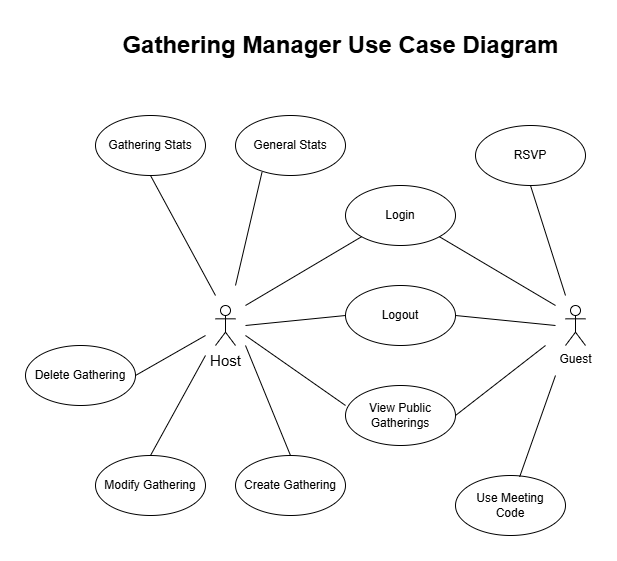 Gathering Manager Use Case Diagram
Gathering Stats
General Stats
RSVP
Login
Logout
Host
Guest
Delete Gathering
View Public
Gatherings
Modify Gathering
Create Gathering
Use Meeting
Code